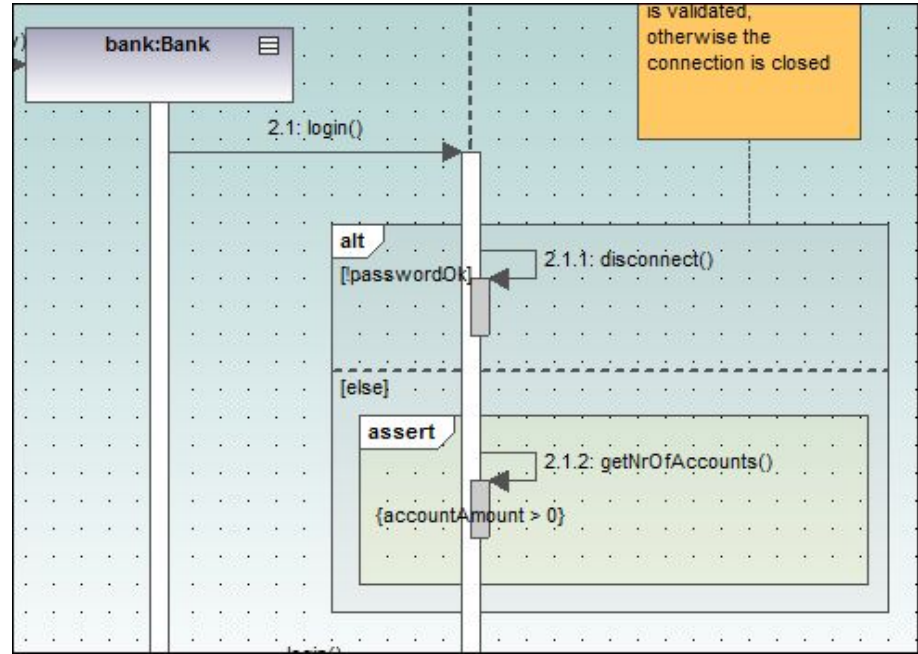 is validated,
otherwise the
connection is closed
bank:Bank
2.1: login()
alt
2.1.1: disconnect()
[!passwordOk]
[else]
assert
2.1.2: getNrOfAccounts()
{accountAmount > 0}
login()